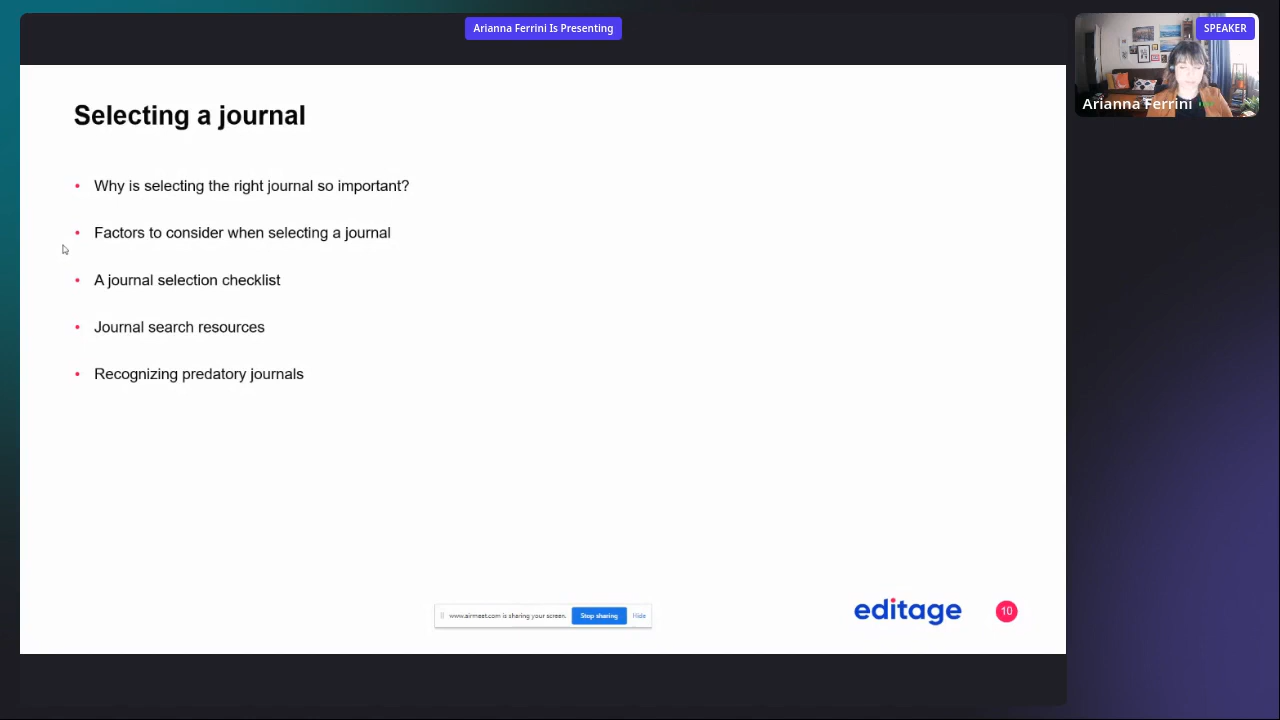 Arianna Ferrini Is Presenting
SPEAKER
Arianna Ferrini
Selecting a journal
• Why is selecting the right journal so important?
• Factors to consider when selecting a journal
• A journal selection checklist
• Journal search resources
• Recognizing predatory journals
www.airmeet.com is sharing your screen. Stop sharing Hide
editage 10